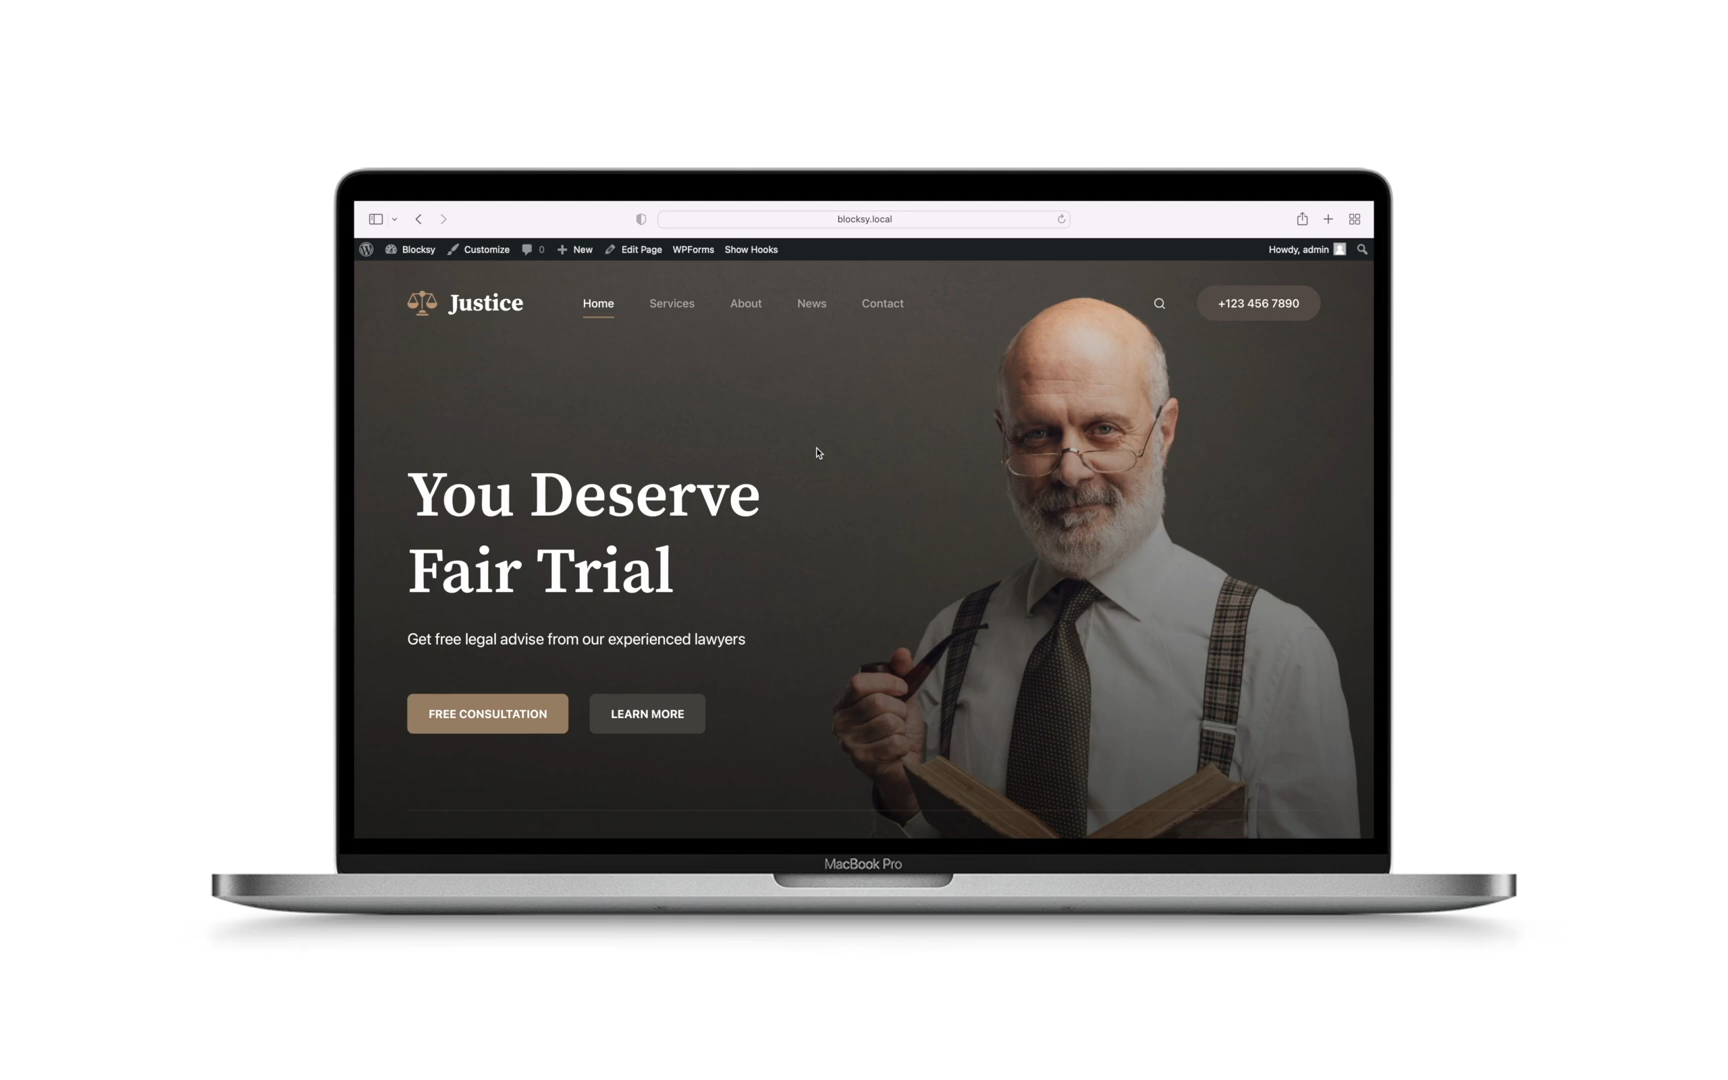 blocksy.local
Blocksy Customize 0 New Edit Page WPForms Show Hooks Howdy, admin
Justice Home Services About News Contact +123 456 7890
You Deserve
Fair Trial
Get free legal advise from our experienced lawyers
FREE CONSULTATION LEARN MORE
MacBook Pro